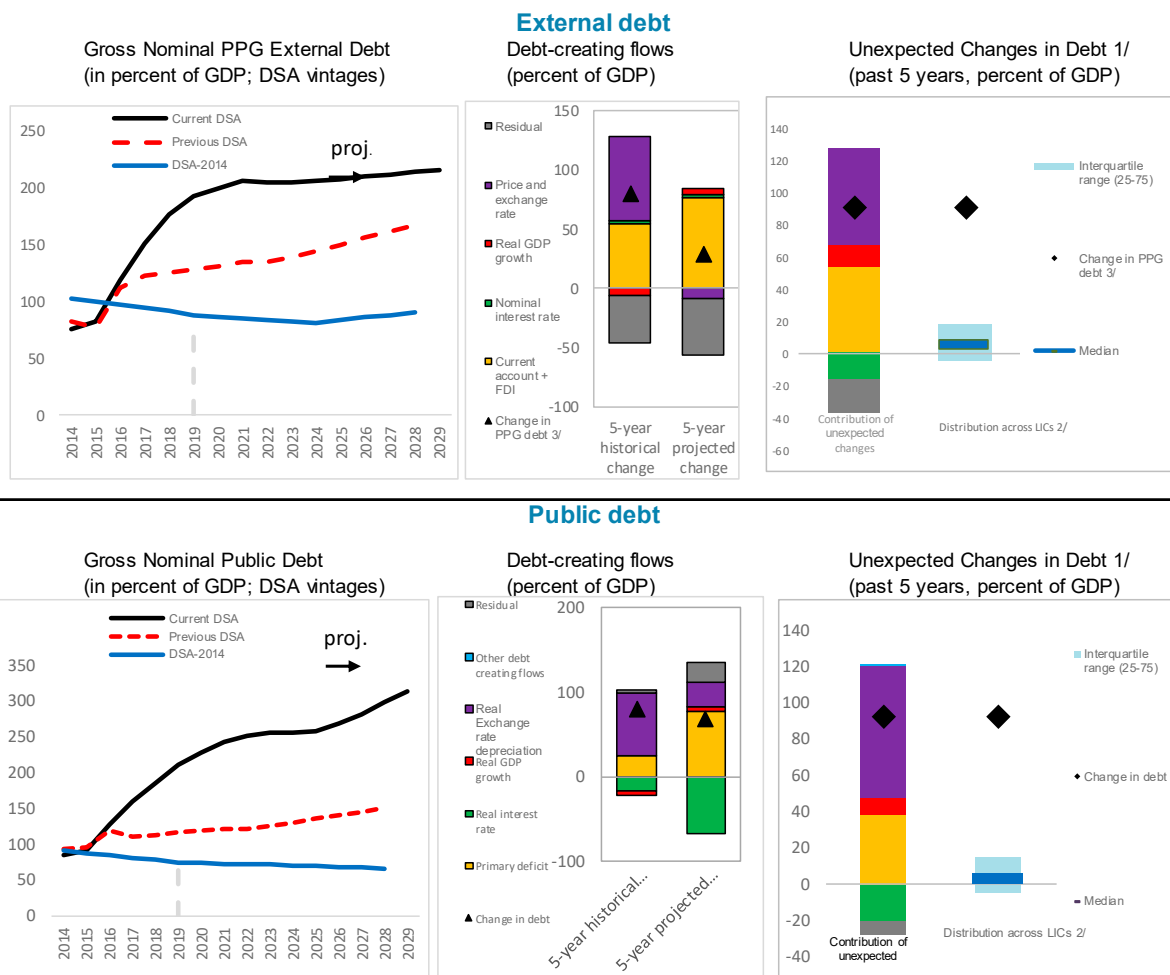 External debt
Gross Nominal PPG External Debt
(in percent of GDP; DSA vintages)
Current DSA
Previous DSA
DSA-2014
proj.
250
200
150
100
50
0
2014
2015
2016
2017
2018
2019
2020
2021
2022
2023
2024
2025
2026
2027
2028
2029
Debt-creating flows
(percent of GDP)
Residual
Price and
exchange
rate
Real GDP
growth
Nominal
interest rate
Current
account +
FDI
Change in
PPG debt 3/
150
100
50
0
-50
-100
5-year
historical
change
5-year
projected
change
Unexpected Changes in Debt 1/
(past 5 years, percent of GDP)
140
120
100
80
60
40
20
0
-20
-40
-60
Contribution of
unexpected
changes
Distribution across LICs 2/
Interquartile
range (25-75)
Change in PPG
debt 3/
Median
Public debt
Gross Nominal Public Debt
(in percent of GDP; DSA vintages)
Current DSA
Previous DSA
DSA-2014
proj.
350
300
250
200
150
100
50
0
2014
2015
2016
2017
2018
2019
2020
2021
2022
2023
2024
2025
2026
2027
2028
2029
Debt-creating flows
(percent of GDP)
Residual
Other debt
creating flows
Real
Exchange
rate
depreciation
Real GDP
growth
Real interest
rate
Primary deficit
Change in debt
200
100
0
-100
5-year historical...
5-year projected...
Unexpected Changes in Debt 1/
(past 5 years, percent of GDP)
140
120
100
80
60
40
20
0
-20
-40
Contribution of
unexpected
Distribution across LICs 2/
Interquartile
range (25-75)
Change in debt
Median